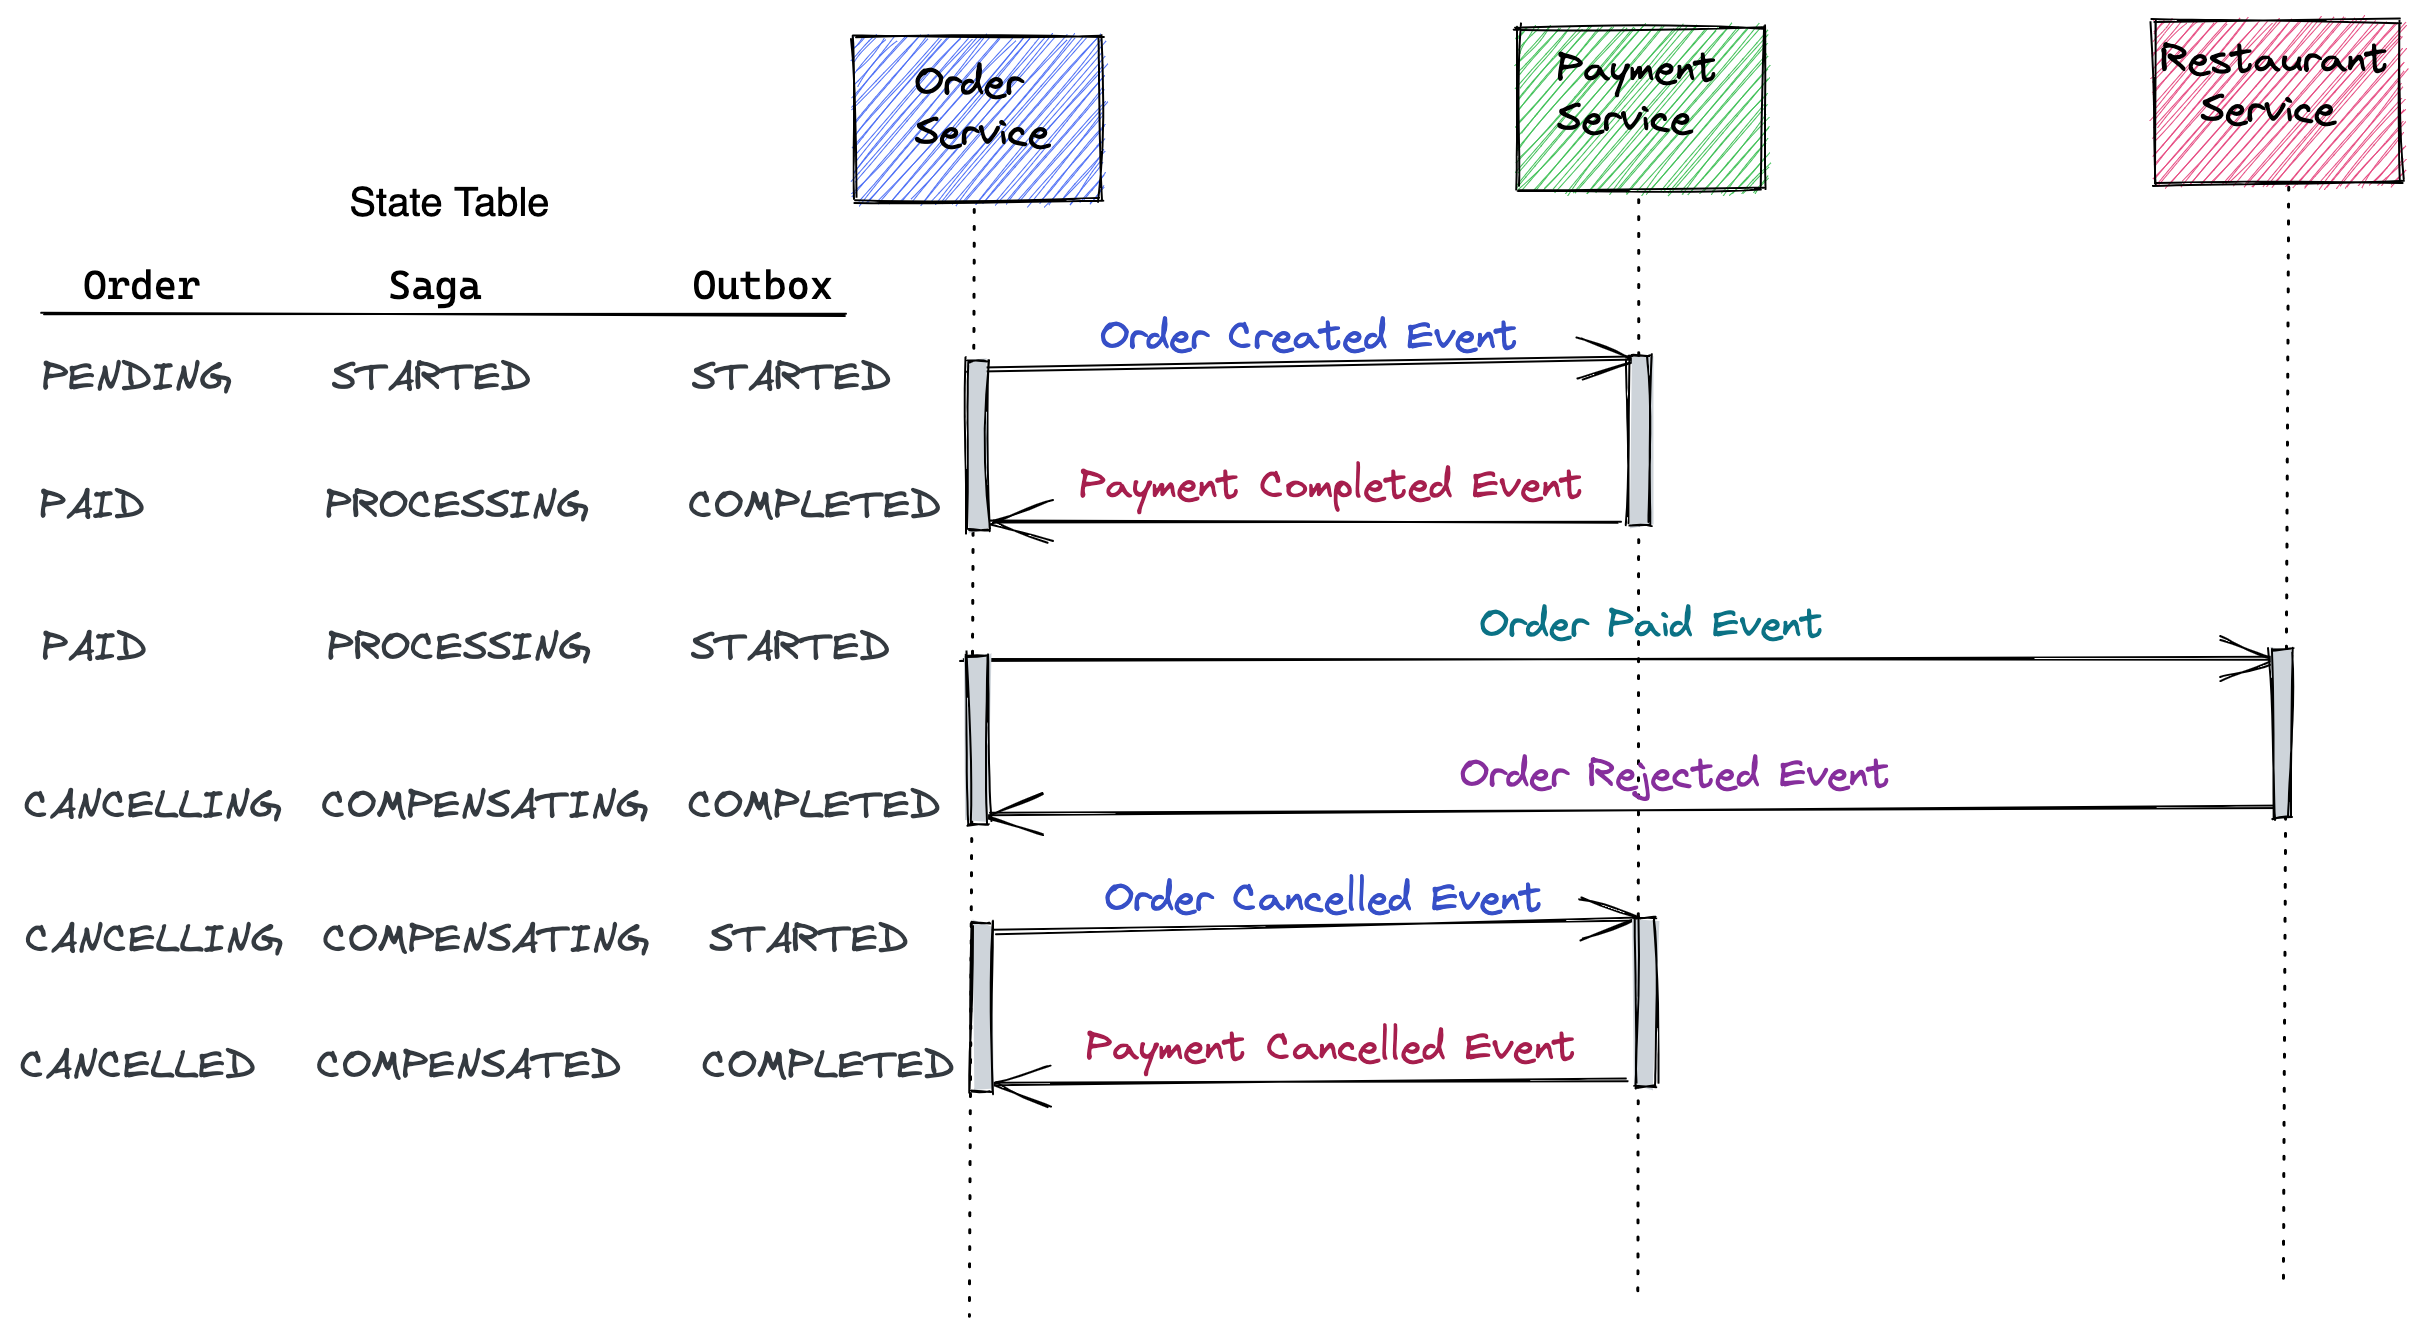 Order
Service
Payment
Service
Restaurant
Service
State Table
Order Saga Outbox
Order Created Event
PENDING STARTED STARTED
Payment Completed Event
PAID PROCESSING COMPLETED
Order Paid Event
PAID PROCESSING STARTED
Order Rejected Event
CANCELLING COMPENSATING COMPLETED
Order Cancelled Event
CANCELLING COMPENSATING STARTED
Payment Cancelled Event
CANCELLED COMPENSATED COMPLETED